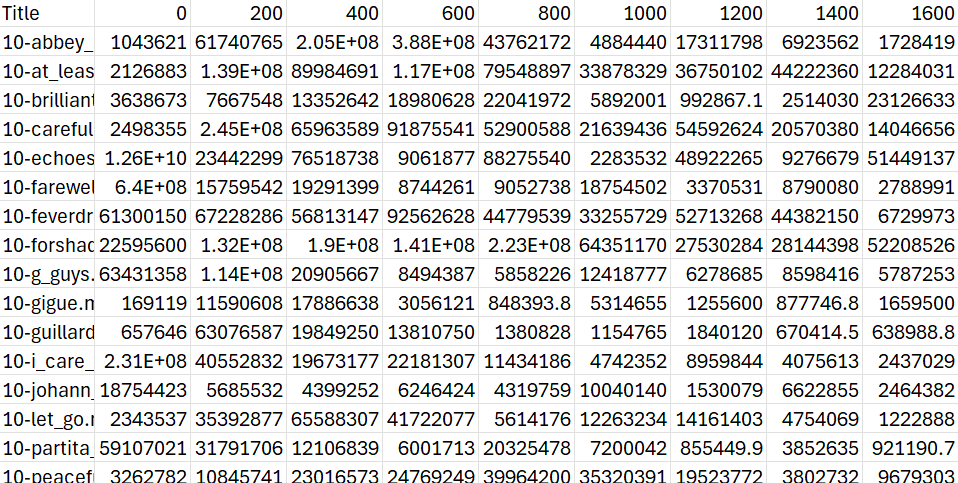 Title 0 200 400 600 800 1000 1200 1400 1600
10-abbey_ 1043621 61740765 2.05E+08 3.88E+08 43762172 4884440 17311798 6923562 1728419
10-at_leas 2126883 1.39E+08 89984691 1.17E+08 79548897 33878329 36750102 44222360 12284031
10-brilliant 3638673 7667548 13352642 18980628 22041972 5892001 992867.1 2514030 23126633
10-careful 2498355 2.45E+08 65963589 91875541 52900588 21639436 54592624 20570380 14046656
10-echoes 1.26E+10 23442299 76518738 9061877 88275540 2283532 48922265 9276679 51449137
10-farewel 6.4E+08 15759542 19291399 8744261 9052738 18754502 3370531 8790080 2788991
10-feverdr 61300150 67228286 56813147 92562628 44779539 33255729 52713268 44382150 6729973
10-forshad 22595600 1.32E+08 1.9E+08 1.41E+08 2.23E+08 64351170 27530284 28144398 52208526
10-g_guys. 63431358 1.14E+08 20905667 8494387 5858226 12418777 6278685 8598416 5787253
10-gigue.m 169119 11590608 17886638 3056121 848393.8 5314655 1255600 877746.8 1659500
10-guillard 657646 63076587 19849250 13810750 1380828 1154765 1840120 670414.5 638988.8
10-i_care_ 2.31E+08 40552832 19673177 22181307 11434186 4742352 8959844 4075613 2437029
10-johann_ 18754423 5685532 4399252 6246424 4319759 10040140 1530079 6622855 2464382
10-let_go.r 2343537 35392877 65588307 41722077 5614176 12263234 14161403 4754069 1222888
10-partita_ 59107021 31791706 12106839 6001713 20325478 7200042 855449.9 3852635 921190.7
10-peacef 3262782 10845741 23016573 24769249 39964200 35320391 19523772 3802732 9679303